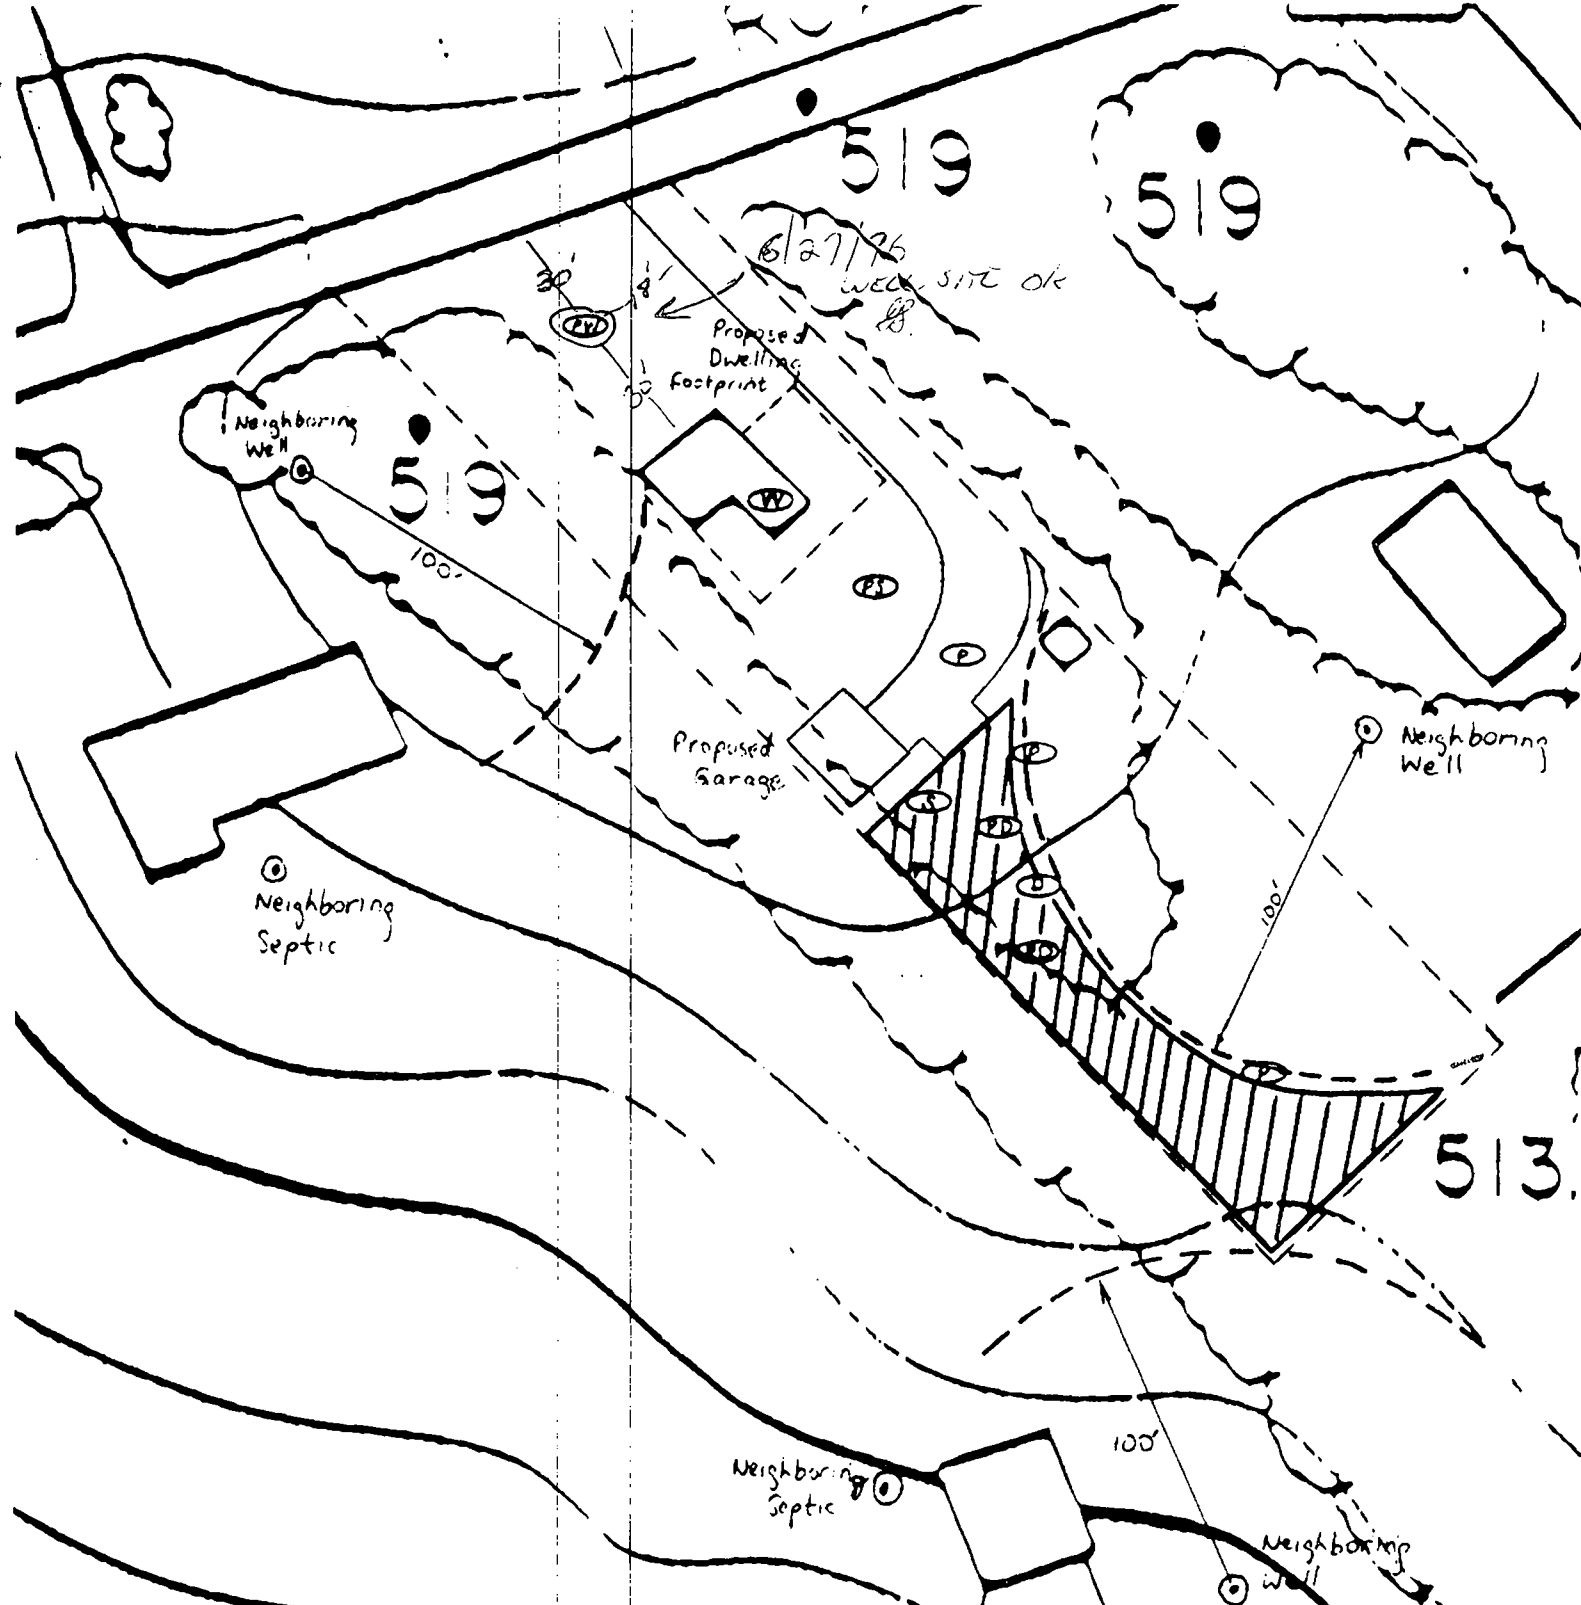 519
519
6/27/96
WELL SITE OK
30'
18'
PW
Proposed
Dwelling
Footprint
Neighboring
Well
519
W
100'
PS
P
Neighboring
Well
Proposed
Garage
P
S
PD
Neighboring
Septic
100'
P
513.
100'
Neighboring
Septic
Neighboring
Well